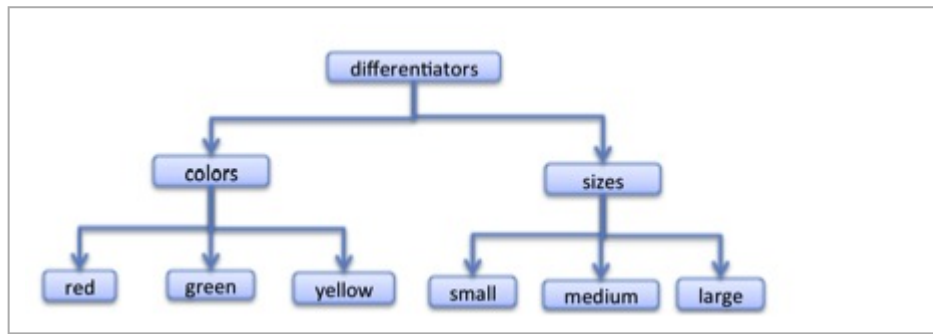 differentiators
colors
sizes
red
green
yellow
small
medium
large